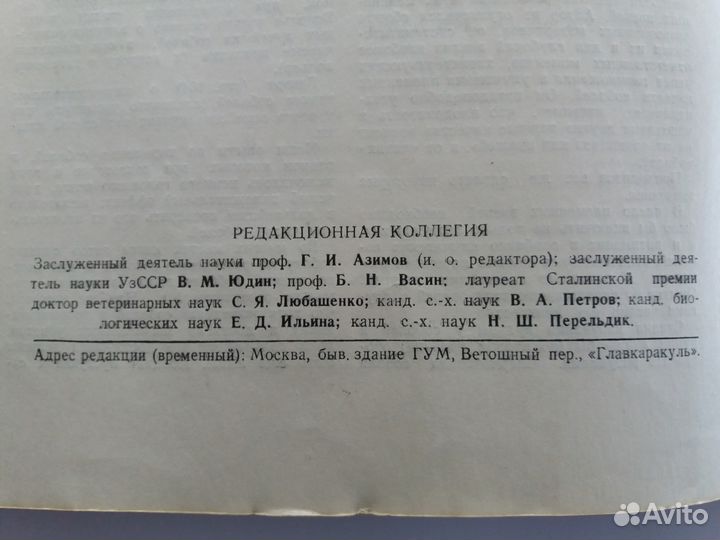 РЕДАКЦИОННАЯ КОЛЛЕГИЯ
Заслуженный деятель науки проф. Г. И. Азимов (и. о. редактора); заслуженный дея-
тель науки УзССР В. М. Юдин; проф. Б. Н. Васин; лауреат Сталинской премии
доктор ветеринарных наук С. Я. Любашенко; канд. с.-х. наук В. А. Петров; канд. био-
логических наук Е. Д. Ильина; канд. с.-х. наук Н. Ш. Перельдик.
Адрес редакции (временный): Москва, быв. здание ГУМ, Ветошный пер., «Главкаракуль».
Avito